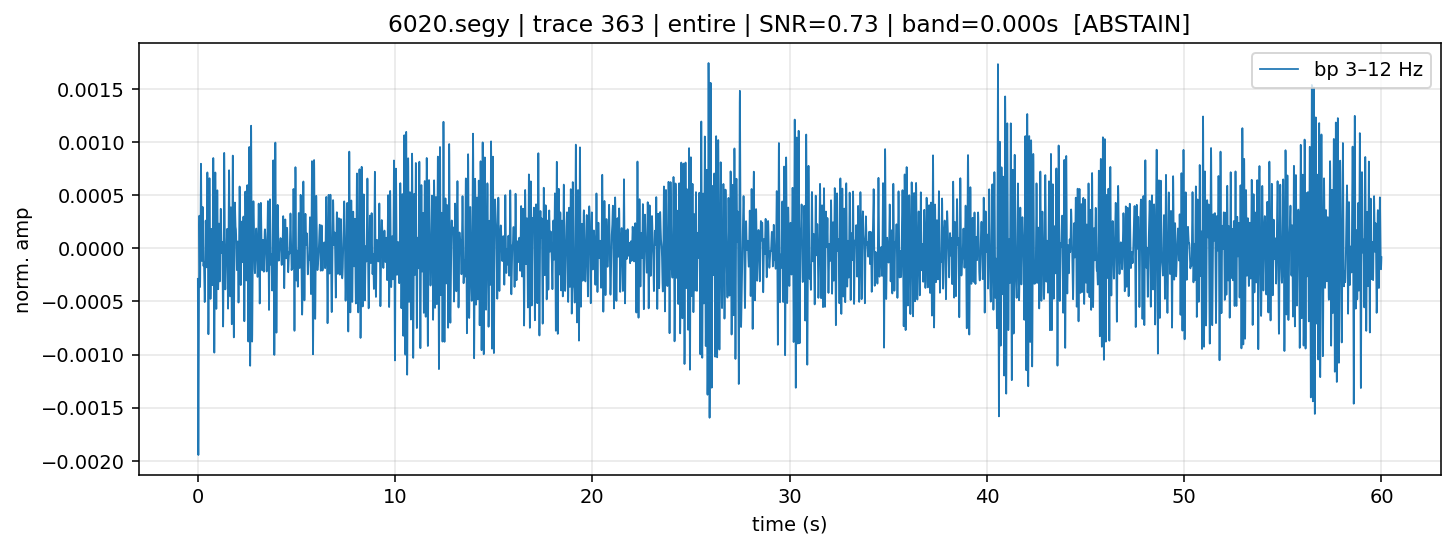 6020.segy | trace 363 | entire | SNR=0.73 | band=0.000s  [ABSTAIN]
bp 3–12 Hz
norm. amp
0.0015
0.0010
0.0005
0.0000
−0.0005
−0.0010
−0.0015
−0.0020
0 10 20 30 40 50 60
time (s)